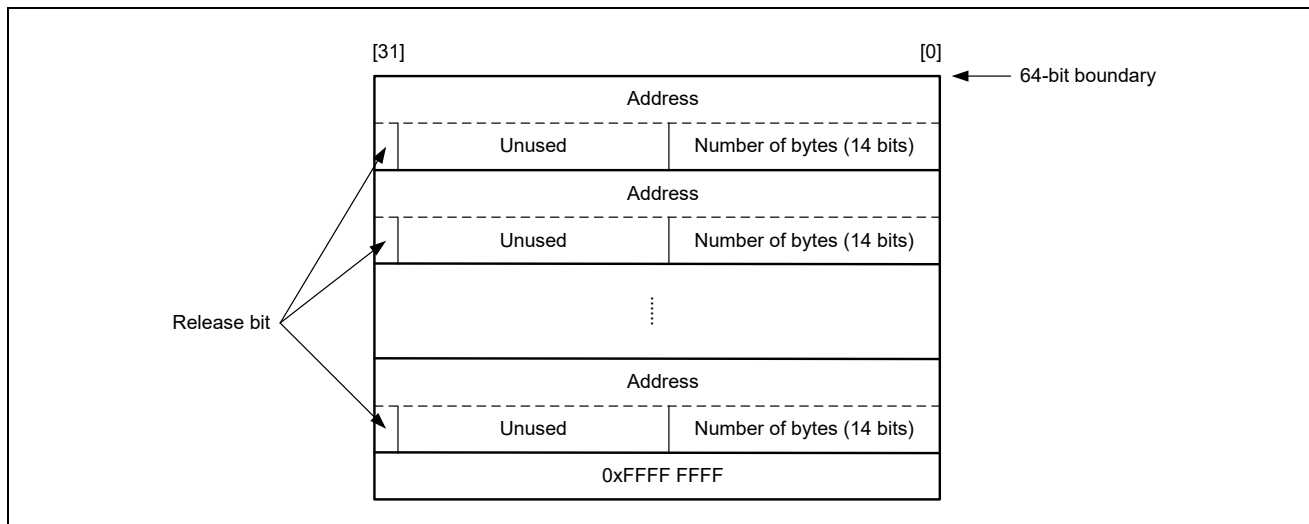 [31] [0]
64-bit boundary
Address
Unused Number of bytes (14 bits)
Address
Unused Number of bytes (14 bits)
Release bit
Address
Unused Number of bytes (14 bits)
0xFFFF FFFF